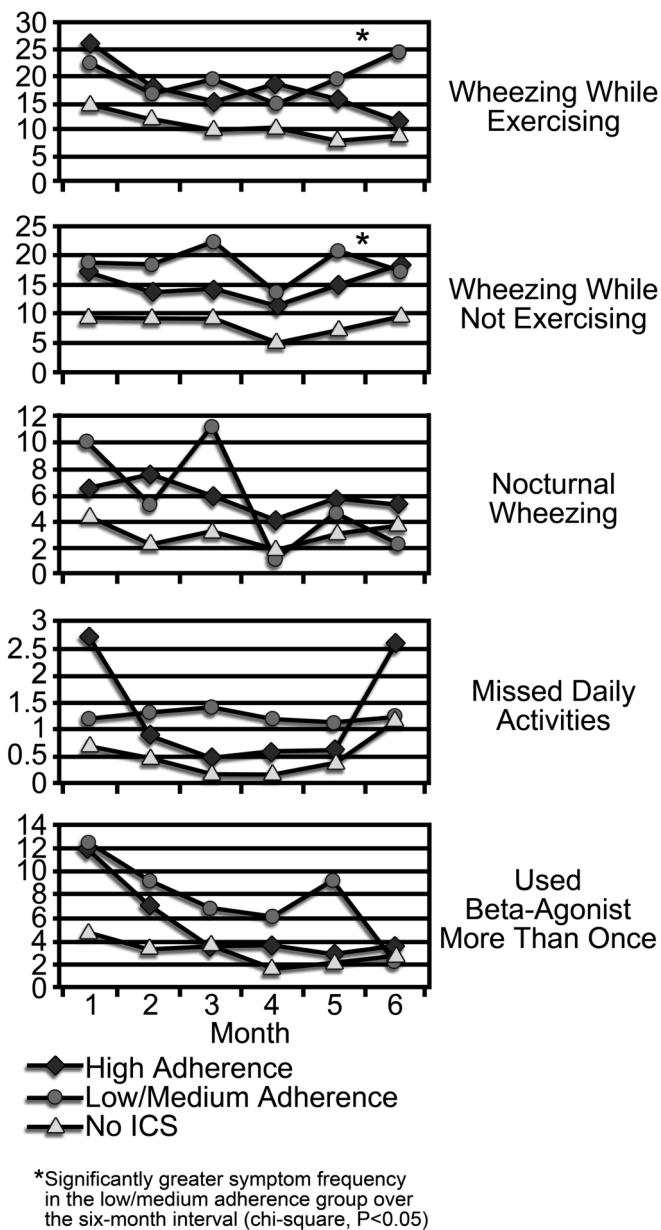 30
25
20
15
10
5
0
*
Wheezing While
Exercising
25
20
15
10
5
0
*
Wheezing While
Not Exercising
12
10
8
6
4
2
0
Nocturnal
Wheezing
3
2.5
2
1.5
1
0.5
0
Missed Daily
Activities
14
12
10
8
6
4
2
0
Used
Beta-Agonist
More Than Once
1 2 3 4 5 6
Month
High Adherence
Low/Medium Adherence
No ICS
*Significantly greater symptom frequency
in the low/medium adherence group over
the six-month interval (chi-square, P<0.05)